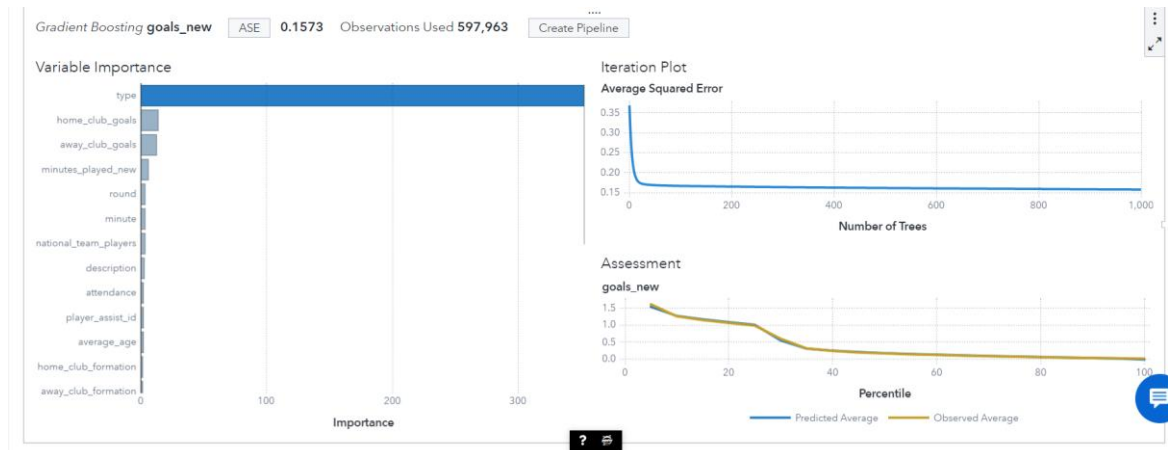 Gradient Boosting goals_new ASE 0.1573 Observations Used 597,963 Create Pipeline
Variable Importance
type
home_club_goals
away_club_goals
minutes_played_new
round
minute
national_team_players
description
attendance
player_assist_id
average_age
home_club_formation
away_club_formation
0 100 200 300
Importance
Iteration Plot
Average Squared Error
0.35
0.30
0.25
0.20
0.15
0 200 400 600 800 1,000
Number of Trees
Assessment
goals_new
1.5
1.0
0.5
0.0
0 20 40 60 80 100
Percentile
Predicted Average Observed Average
?